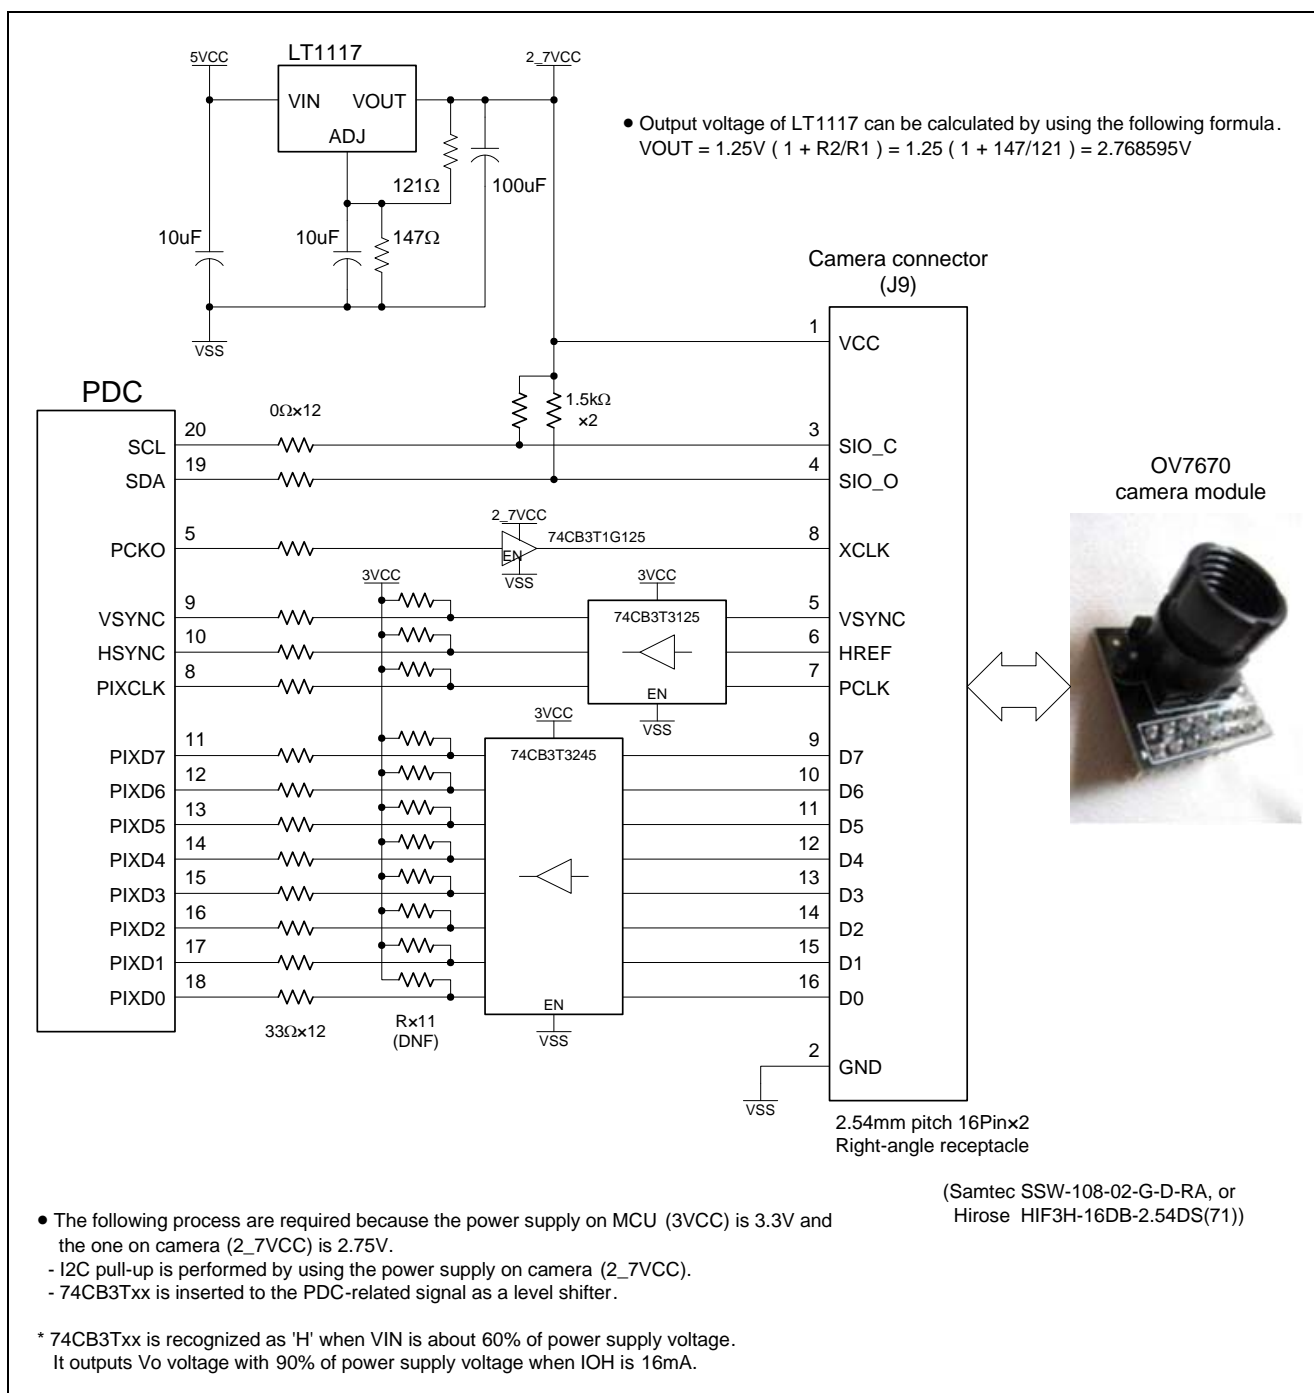 LT1117
5VCC
2_7VCC
VIN VOUT
ADJ
● Output voltage of LT1117 can be calculated by using the following formula.
VOUT = 1.25V ( 1 + R2/R1 ) = 1.25 ( 1 + 147/121 ) = 2.768595V
121Ω
100uF
10uF
10uF
147Ω
VSS
Camera connector
(J9)
1
VCC
PDC
0Ω×12
1.5kΩ
×2
SCL
20
3
SIO_C
SDA
19
4
SIO_O
OV7670
camera module
2_7VCC
74CB3T1G125
PCKO
5
EN
VSS
8
XCLK
3VCC
3VCC
VSYNC
9
74CB3T3125
5
VSYNC
HSYNC
10
6
HREF
PIXCLK
8
EN
VSS
7
PCLK
3VCC
74CB3T3245
PIXD7
11
9
D7
PIXD6
12
10
D6
PIXD5
13
11
D5
PIXD4
14
12
D4
PIXD3
15
13
D3
PIXD2
16
14
D2
PIXD1
17
15
D1
PIXD0
18
16
D0
EN
VSS
33Ω×12
R×11
(DNF)
2
GND
VSS
2.54mm pitch 16Pin×2
Right-angle receptacle
(Samtec SSW-108-02-G-D-RA, or
Hirose HIF3H-16DB-2.54DS(71))
● The following process are required because the power supply on MCU (3VCC) is 3.3V and
the one on camera (2_7VCC) is 2.75V.
- I2C pull-up is performed by using the power supply on camera (2_7VCC).
- 74CB3Txx is inserted to the PDC-related signal as a level shifter.
* 74CB3Txx is recognized as 'H' when VIN is about 60% of power supply voltage.
It outputs Vo voltage with 90% of power supply voltage when IOH is 16mA.